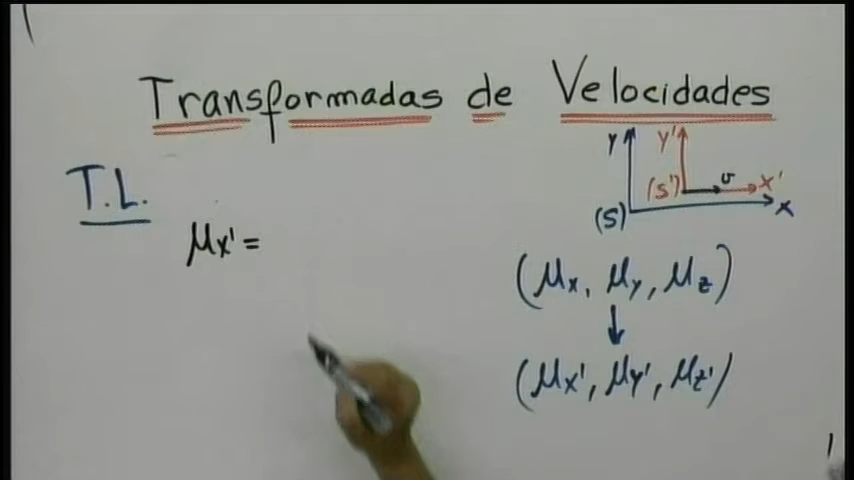 Transformadas de Velocidades
T.L.
Y Y'
(S') v X'
(S) X
μx' =
(μx, μy, μz)
↓
(μx', μy', μz')